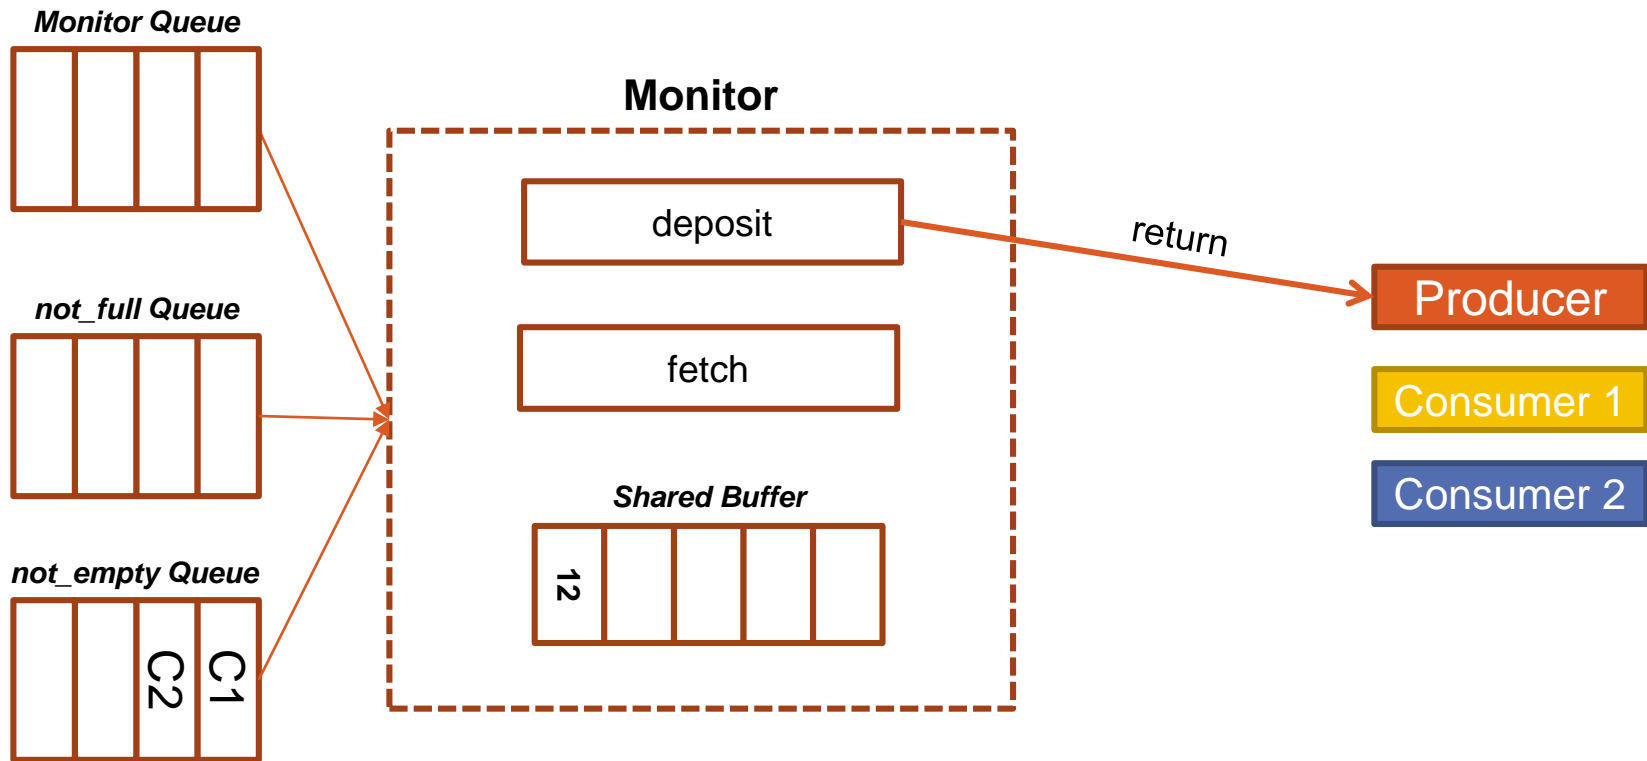 Monitor Queue
Monitor
deposit
return
not_full Queue
Producer
fetch
Consumer 1
Consumer 2
Shared Buffer
12
not_empty Queue
C2
C1